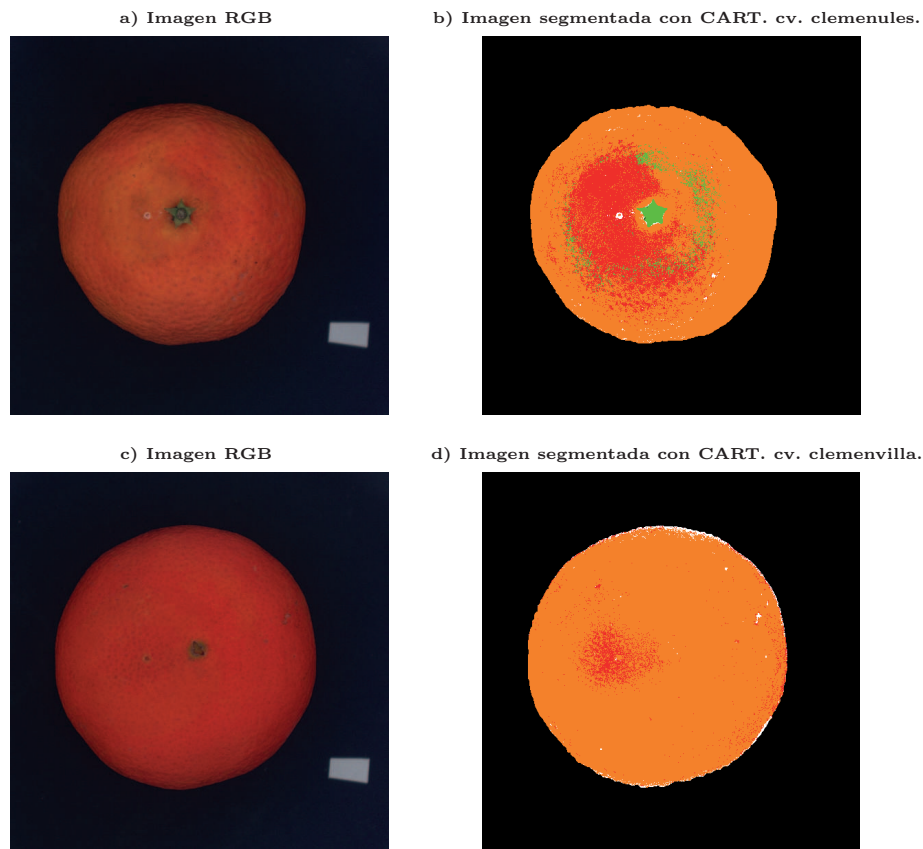 a) Imagen RGB
b) Imagen segmentada con CART. cv. clemenules.
c) Imagen RGB
d) Imagen segmentada con CART. cv. clemenvilla.